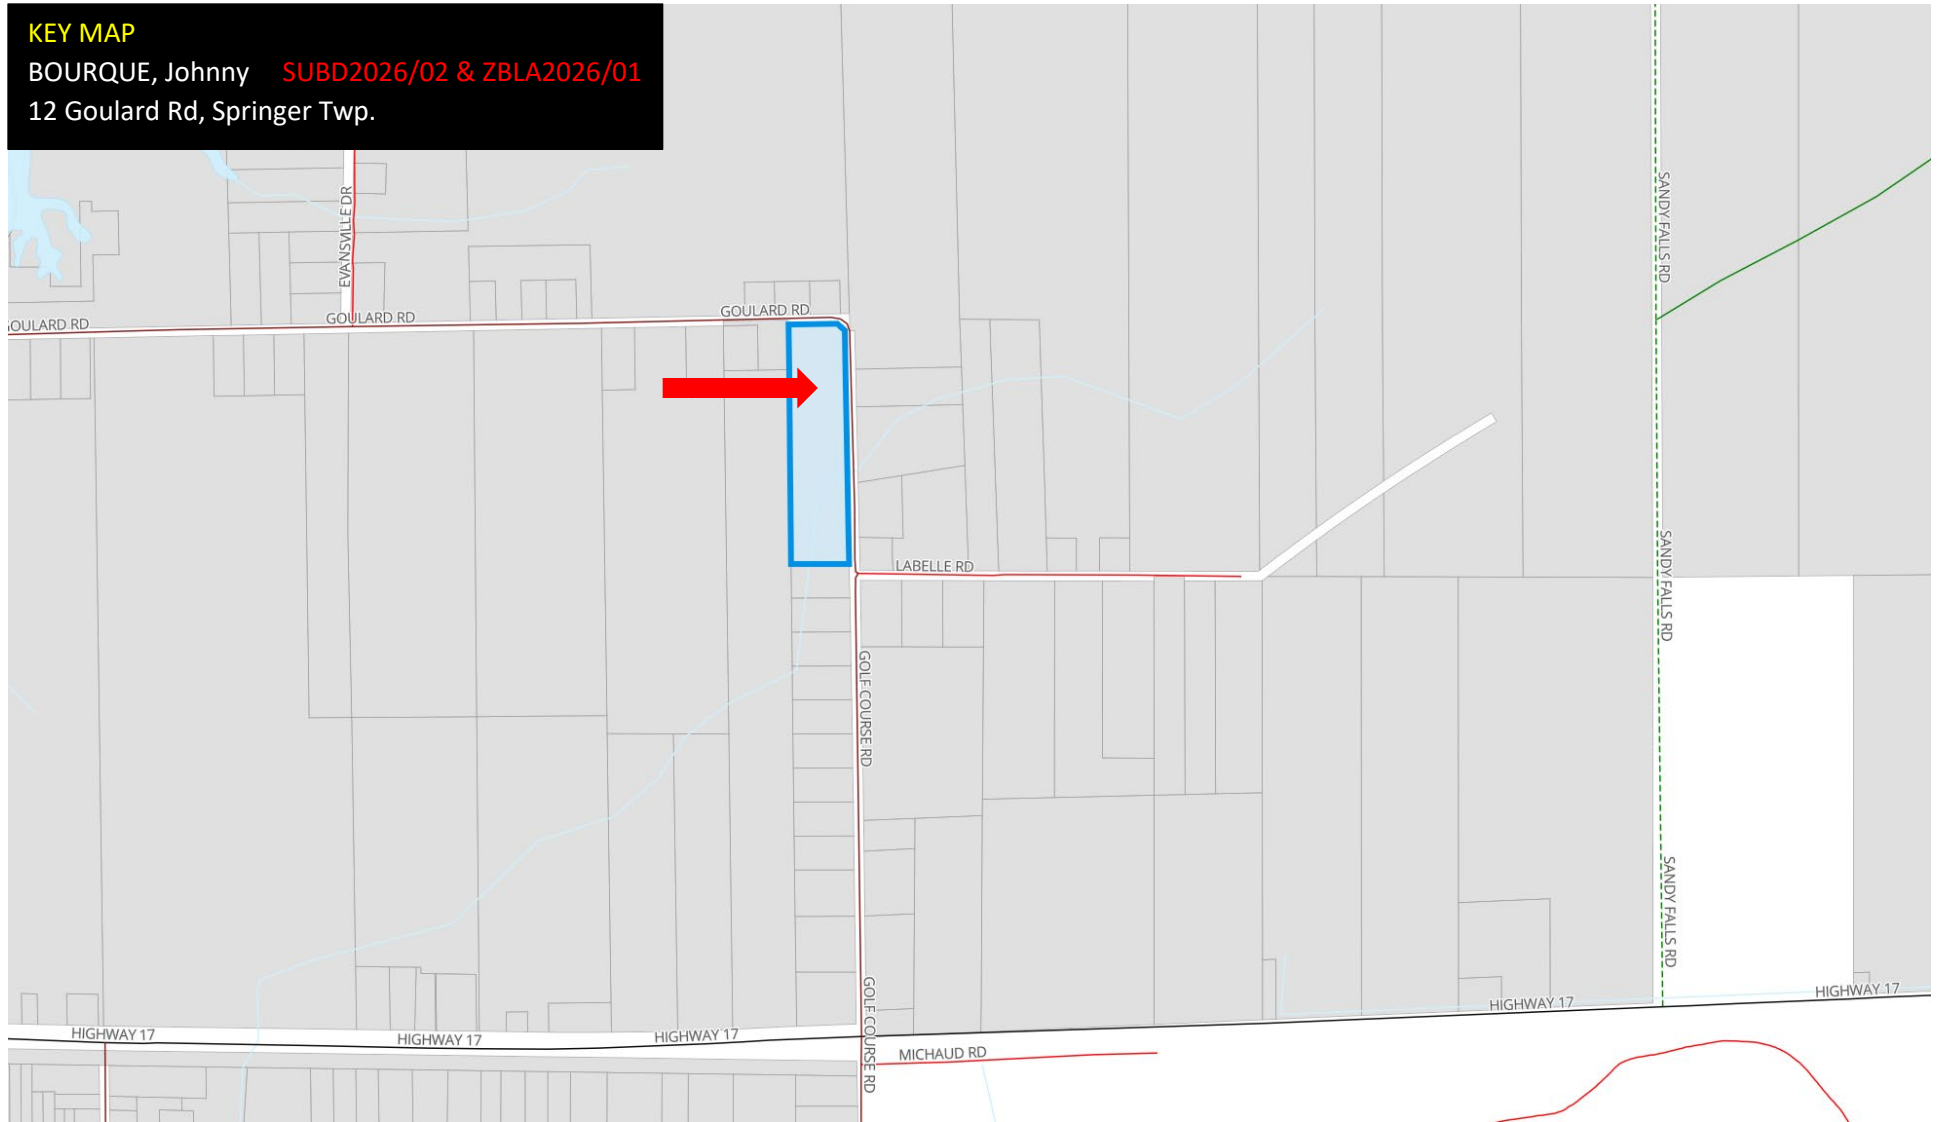 KEY MAP
BOURQUE, Johnny SUBD2026/02 & ZBLA2026/01
12 Goulard Rd, Springer Twp.
EVANSVILLE DR
SANDY FALLS RD
GOULARD RD
GOULARD RD
GOULARD RD
LABELLE RD
SANDY FALLS RD
GOLF COURSE RD
SANDY FALLS RD
HIGHWAY 17
HIGHWAY 17
HIGHWAY 17
HIGHWAY 17
HIGHWAY 17
GOLF COURSE RD
MICHAUD RD